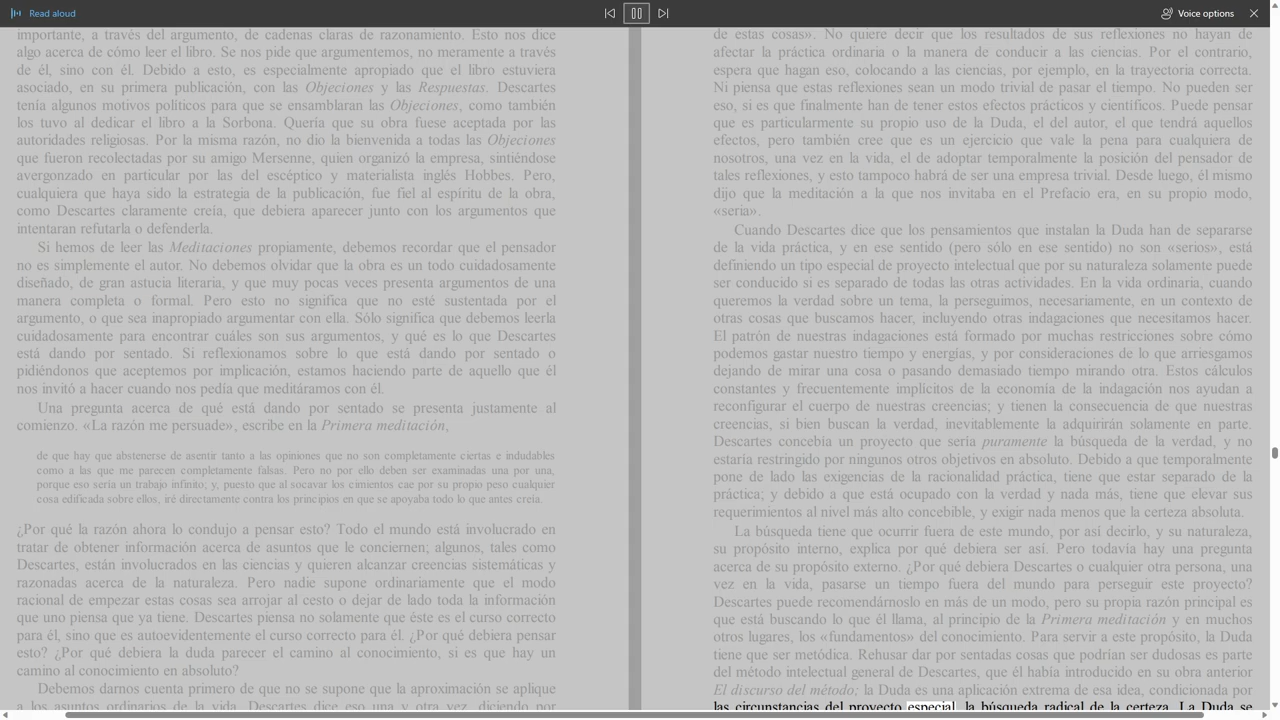 Read aloud
Voice options
importante, a través del argumento, de cadenas claras de razonamiento. Esto nos dice
algo acerca de cómo leer el libro. Se nos pide que argumentemos, no meramente a través
de él, sino con él. Debido a esto, es especialmente apropiado que el libro estuviera
asociado, en su primera publicación, con las Objeciones y las Respuestas. Descartes
tenía algunos motivos políticos para que se ensamblaran las Objeciones, como también
los tuvo al dedicar el libro a la Sorbona. Quería que su obra fuese aceptada por las
autoridades religiosas. Por la misma razón, no dio la bienvenida a todas las Objeciones
que fueron recolectadas por su amigo Mersenne, quien organizó la empresa, sintiéndose
avergonzado en particular por las del escéptico y materialista inglés Hobbes. Pero,
cualquiera que haya sido la estrategia de la publicación, fue fiel al espíritu de la obra,
como Descartes claramente creía, que debiera aparecer junto con los argumentos que
intentaran refutarla o defenderla.
Si hemos de leer las Meditaciones propiamente, debemos recordar que el pensador
no es simplemente el autor. No debemos olvidar que la obra es un todo cuidadosamente
diseñado, de gran astucia literaria, y que muy pocas veces presenta argumentos de una
manera completa o formal. Pero esto no significa que no esté sustentada por el
argumento, o que sea inapropiado argumentar con ella. Sólo significa que debemos leerla
cuidadosamente para encontrar cuáles son sus argumentos, y qué es lo que Descartes
está dando por sentado. Si reflexionamos sobre lo que está dando por sentado o
pidiéndonos que aceptemos por implicación, estamos haciendo parte de aquello que él
nos invitó a hacer cuando nos pedía que meditáramos con él.
Una pregunta acerca de qué está dando por sentado se presenta justamente al
comienzo. «La razón me persuade», escribe en la Primera meditación,
de que hay que abstenerse de asentir tanto a las opiniones que no son completamente ciertas e indudables
como a las que me parecen completamente falsas. Pero no por ello deben ser examinadas una por una,
porque eso sería un trabajo infinito; y, puesto que al socavar los cimientos cae por su propio peso cualquier
cosa edificada sobre ellos, iré directamente contra los principios en que se apoyaba todo lo que antes creía.
¿Por qué la razón ahora lo condujo a pensar esto? Todo el mundo está involucrado en
tratar de obtener información acerca de asuntos que le conciernen; algunos, tales como
Descartes, están involucrados en las ciencias y quieren alcanzar creencias sistemáticas y
razonadas acerca de la naturaleza. Pero nadie supone ordinariamente que el modo
racional de empezar estas cosas sea arrojar al cesto o dejar de lado toda la información
que uno piensa que ya tiene. Descartes piensa no solamente que éste es el curso correcto
para él, sino que es autoevidentemente el curso correcto para él. ¿Por qué debiera pensar
esto? ¿Por qué debiera la duda parecer el camino al conocimiento, si es que hay un
camino al conocimiento en absoluto?
Debemos darnos cuenta primero de que no se supone que la aproximación se aplique
a los asuntos ordinarios de la vida. Descartes dice eso una y otra vez, diciendo por
de estas cosas». No quiere decir que los resultados de sus reflexiones no hayan de
afectar la práctica ordinaria o la manera de conducir a las ciencias. Por el contrario,
espera que hagan eso, colocando a las ciencias, por ejemplo, en la trayectoria correcta.
Ni piensa que estas reflexiones sean un modo trivial de pasar el tiempo. No pueden ser
eso, si es que finalmente han de tener estos efectos prácticos y científicos. Puede pensar
que es particularmente su propio uso de la Duda, el del autor, el que tendrá aquellos
efectos, pero también cree que es un ejercicio que vale la pena para cualquiera de
nosotros, una vez en la vida, el de adoptar temporalmente la posición del pensador de
tales reflexiones, y esto tampoco habrá de ser una empresa trivial. Desde luego, él mismo
dijo que la meditación a la que nos invitaba en el Prefacio era, en su propio modo,
«seria».
Cuando Descartes dice que los pensamientos que instalan la Duda han de separarse
de la vida práctica, y en ese sentido (pero sólo en ese sentido) no son «serios», está
definiendo un tipo especial de proyecto intelectual que por su naturaleza solamente puede
ser conducido si es separado de todas las otras actividades. En la vida ordinaria, cuando
queremos la verdad sobre un tema, la perseguimos, necesariamente, en un contexto de
otras cosas que buscamos hacer, incluyendo otras indagaciones que necesitamos hacer.
El patrón de nuestras indagaciones está formado por muchas restricciones sobre cómo
podemos gastar nuestro tiempo y energías, y por consideraciones de lo que arriesgamos
dejando de mirar una cosa o pasando demasiado tiempo mirando otra. Estos cálculos
constantes y frecuentemente implícitos de la economía de la indagación nos ayudan a
reconfigurar el cuerpo de nuestras creencias; y tienen la consecuencia de que nuestras
creencias, si bien buscan la verdad, inevitablemente la adquirirán solamente en parte.
Descartes concebía un proyecto que sería puramente la búsqueda de la verdad, y no
estaría restringido por ningunos otros objetivos en absoluto. Debido a que temporalmente
pone de lado las exigencias de la racionalidad práctica, tiene que estar separado de la
práctica; y debido a que está ocupado con la verdad y nada más, tiene que elevar sus
requerimientos al nivel más alto concebible, y exigir nada menos que la certeza absoluta.
La búsqueda tiene que ocurrir fuera de este mundo, por así decirlo, y su naturaleza,
su propósito interno, explica por qué debiera ser así. Pero todavía hay una pregunta
acerca de su propósito externo. ¿Por qué debiera Descartes o cualquier otra persona, una
vez en la vida, pasarse un tiempo fuera del mundo para perseguir este proyecto?
Descartes puede recomendárnoslo en más de un modo, pero su propia razón principal es
que está buscando lo que él llama, al principio de la Primera meditación y en muchos
otros lugares, los «fundamentos» del conocimiento. Para servir a este propósito, la Duda
tiene que ser metódica. Rehusar dar por sentadas cosas que podrían ser dudosas es parte
del método intelectual general de Descartes, que él había introducido en su obra anterior
El discurso del método; la Duda es una aplicación extrema de esa idea, condicionada por
las circunstancias del proyecto especial, la búsqueda radical de la certeza. La Duda se